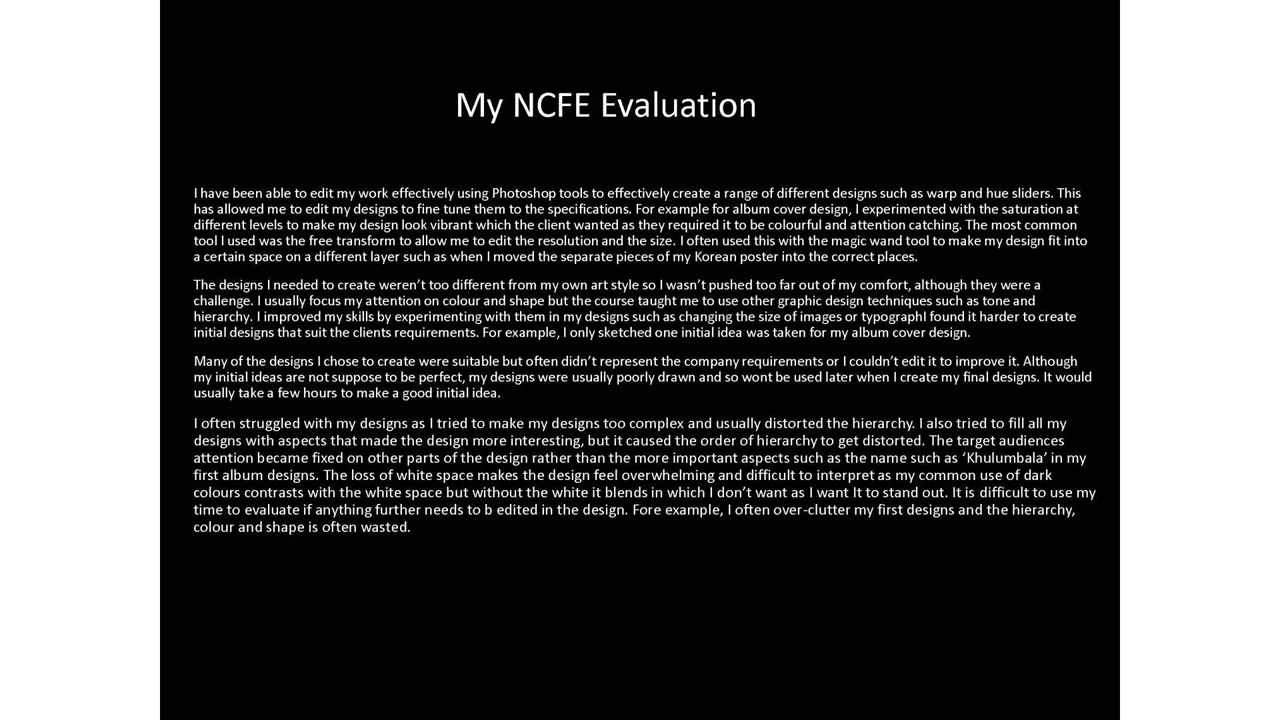 My NCFE Evaluation
I have been able to edit my work effectively using Photoshop tools to effectively create a range of different designs such as warp and hue sliders. This
has allowed me to edit my designs to fine tune them to the specifications. For example for album cover design, I experimented with the saturation at
different levels to make my design look vibrant which the client wanted as they required it to be colourful and attention catching. The most common
tool I used was the free transform to allow me to edit the resolution and the size. I often used this with the magic wand tool to make my design fit into
a certain space on a different layer such as when I moved the separate pieces of my Korean poster into the correct places.
The designs I needed to create weren't too different from my own art style so I wasn't pushed too far out of my comfort, although they were a
challenge. I usually focus my attention on colour and shape but the course taught me to use other graphic design techniques such as tone and
hierarchy. I improved my skills by experimenting with them in my designs such as changing the size of images or typographI found it harder to create
initial designs that suit the clients requirements. For example, I only sketched one initial idea was taken for my album cover design.
Many of the designs I chose to create were suitable but often didn't represent the company requirements or I couldn't edit it to improve it. Although
my initial ideas are not suppose to be perfect, my designs were usually poorly drawn and so wont be used later when I create my final designs. It would
usually take a few hours to make a good initial idea.
I often struggled with my designs as I tried to make my designs too complex and usually distorted the hierarchy. I also tried to fill all my
designs with aspects that made the design more interesting, but it caused the order of hierarchy to get distorted. The target audiences
attention became fixed on other parts of the design rather than the more important aspects such as the name such as 'Khulumbala' in my
first album designs. The loss of white space makes the design feel overwhelming and difficult to interpret as my common use of dark
colours contrasts with the white space but without the white it blends in which I don't want as I want It to stand out. It is difficult to use my
time to evaluate if anything further needs to b edited in the design. Fore example, I often over-clutter my first designs and the hierarchy,
colour and shape is often wasted.